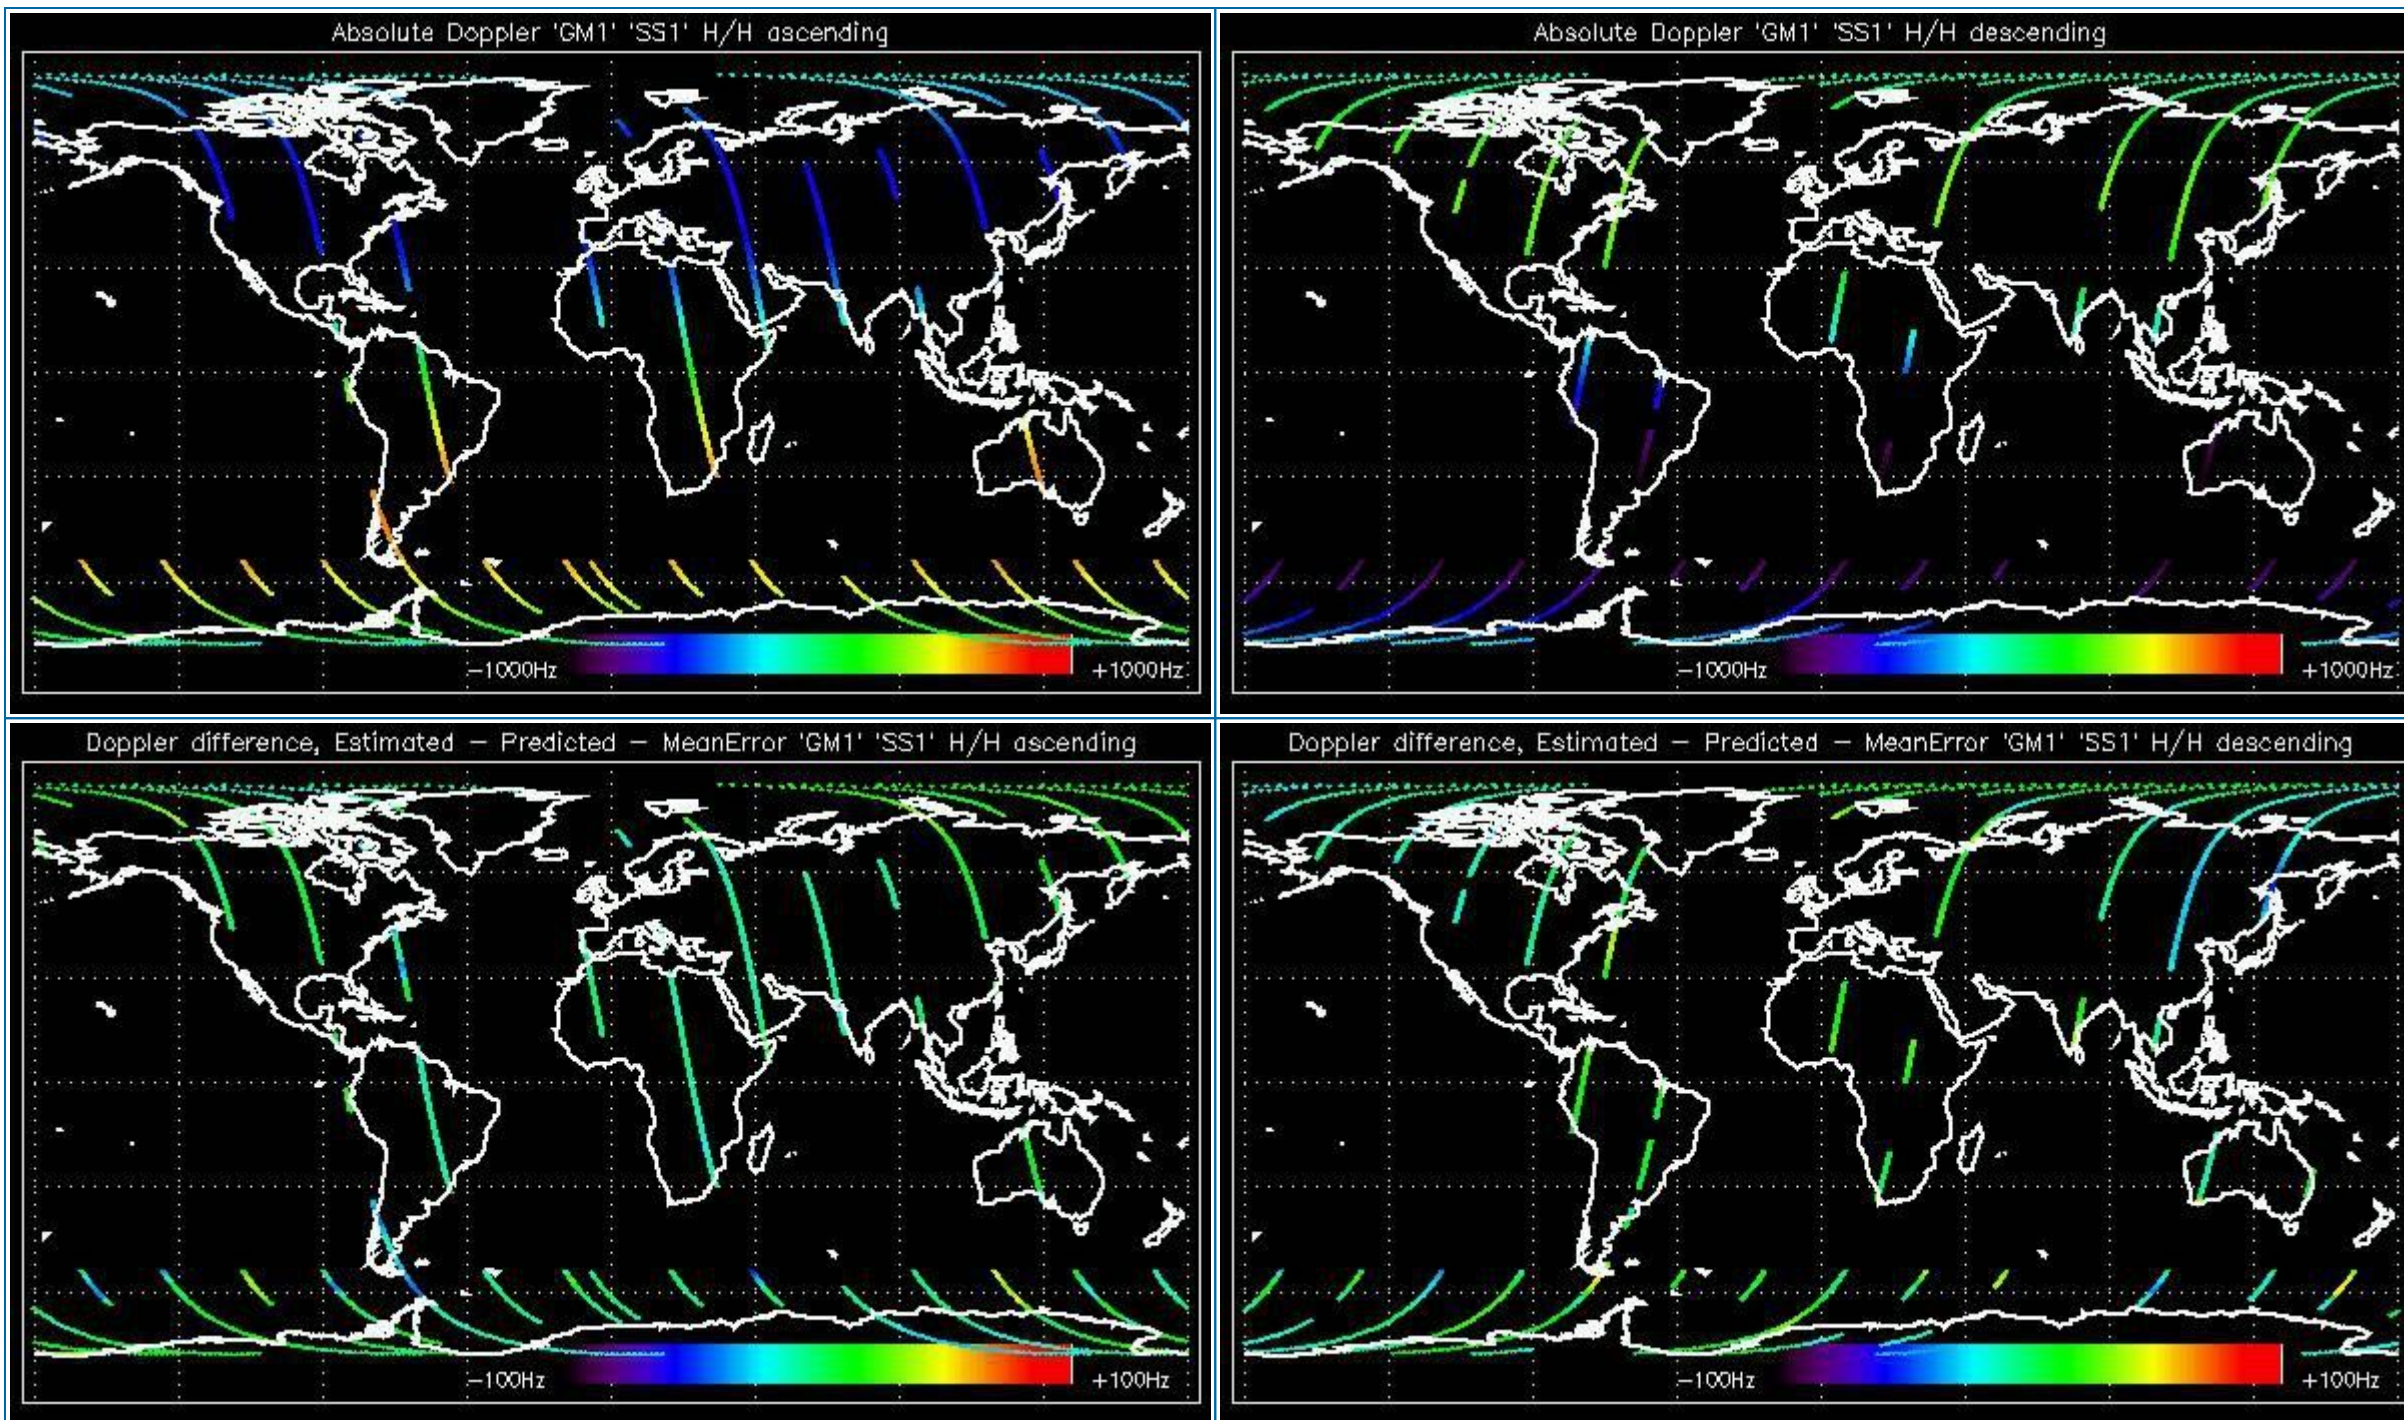 Absolute Doppler 'GM1' 'SS1' H/H ascending
−1000Hz
+1000Hz
Absolute Doppler 'GM1' 'SS1' H/H descending
−1000Hz
+1000Hz
Doppler difference, Estimated − Predicted − MeanError 'GM1' 'SS1' H/H ascending
−100Hz
+100Hz
Doppler difference, Estimated − Predicted − MeanError 'GM1' 'SS1' H/H descending
−100Hz
+100Hz